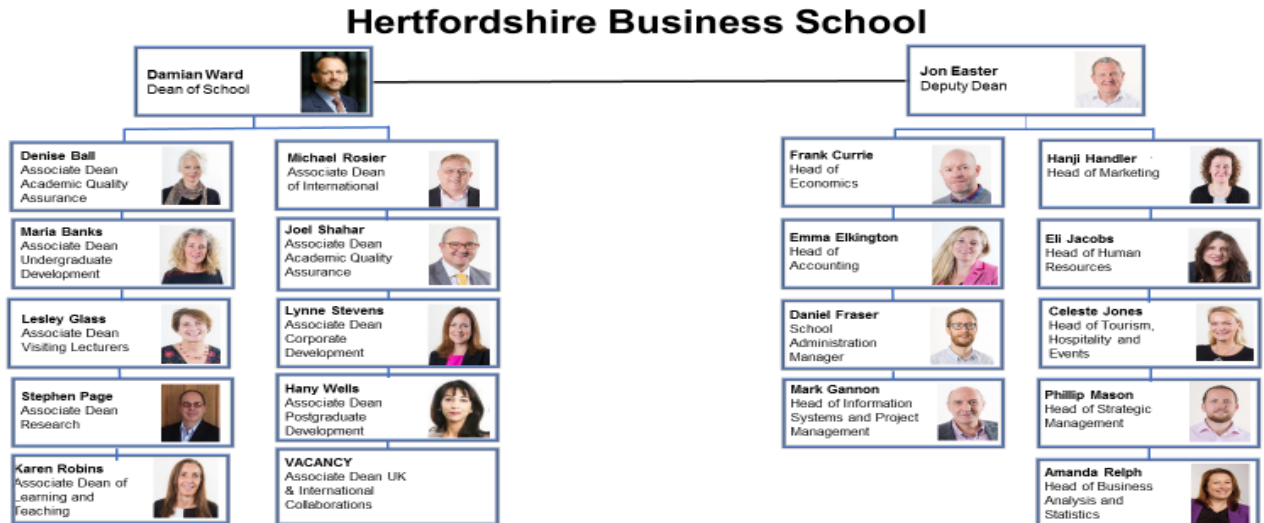 Hertfordshire Business School
Damian Ward
Dean of School
Jon Easter
Deputy Dean
Denise Ball
Associate Dean
Academic Quality
Assurance
Michael Rosier
Associate Dean
of International
Frank Currie
Head of
Economics
Hanji Handler
Head of Marketing
Maria Banks
Associate Dean
Undergraduate
Development
Joel Shahar
Associate Dean
Academic Quality
Assurance
Emma Elkington
Head of
Accounting
Eli Jacobs
Head of Human
Resources
Lesley Glass
Associate Dean
Visiting Lecturers
Lynne Stevens
Associate Dean
Corporate
Development
Daniel Fraser
School
Administration
Manager
Celeste Jones
Head of Tourism,
Hospitality and
Events
Stephen Page
Associate Dean
Research
Hany Wells
Associate Dean
Postgraduate
Development
Mark Gannon
Head of Information
Systems and Project
Management
Phillip Mason
Head of Strategic
Management
Karen Robins
Associate Dean of
Learning and
Teaching
VACANCY
Associate Dean UK
& International
Collaborations
Amanda Relph
Head of Business
Analysis and
Statistics